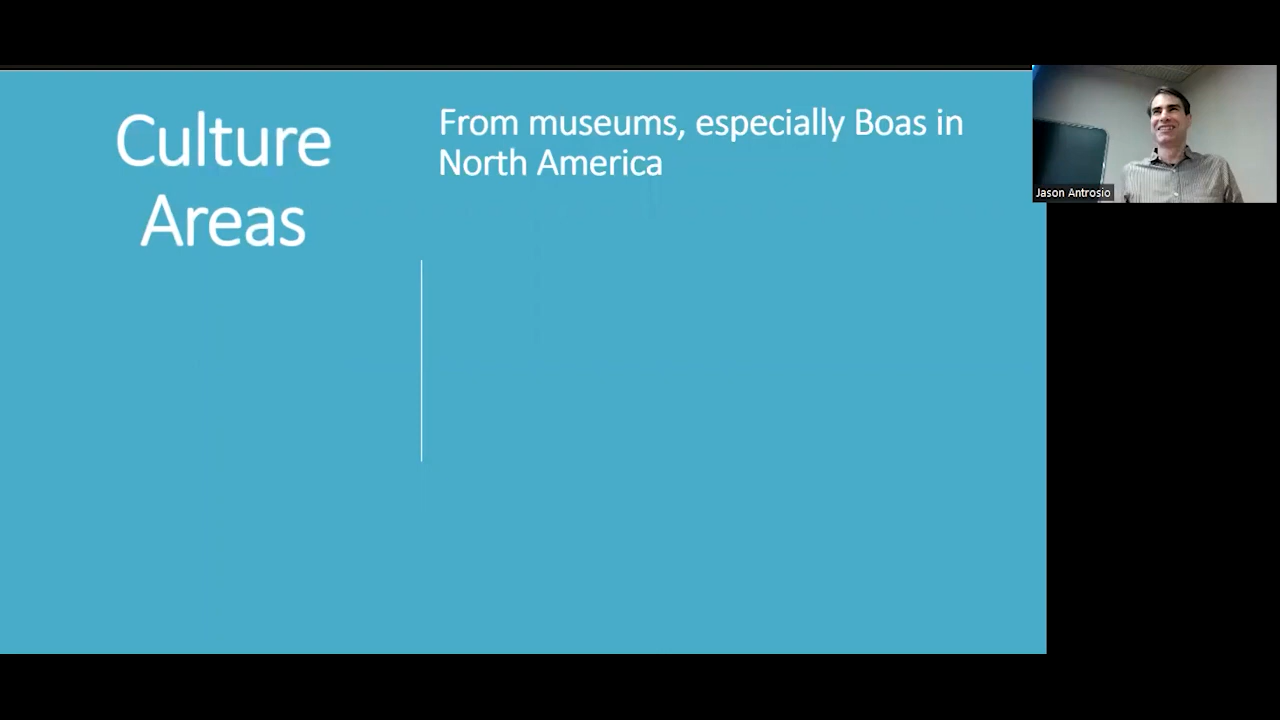 Culture
Areas
From museums, especially Boas in
North America
Jason Antrosio